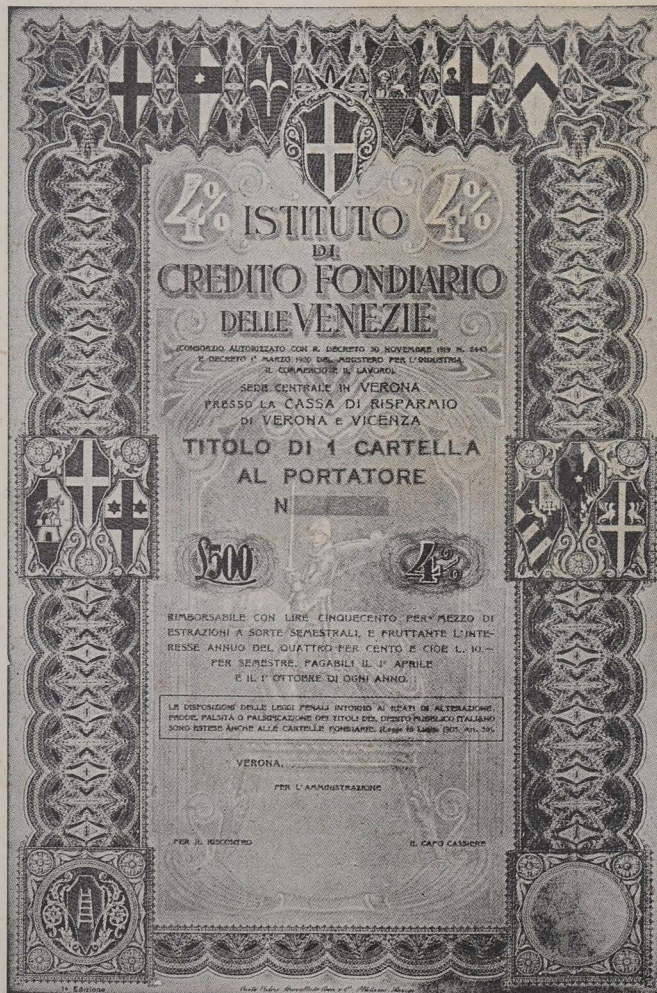 4% 4%
ISTITUTO
DI
CREDITO FONDIARIO
DELLE VENEZIE
(CONSORZIO AUTORIZZATO CON R. DECRETO 30 NOVEMBRE 1919 N. 2443
E DECRETO 1° MARZO 1920 DEL MINISTERO PER L'INDUSTRIA
IL COMMERCIO E IL LAVORO)
SEDE CENTRALE IN VERONA
PRESSO LA CASSA DI RISPARMIO
DI VERONA E VICENZA
TITOLO DI 1 CARTELLA
AL PORTATORE
N
£500 4%
RIMBORSABILE CON LIRE CINQUECENTO PER MEZZO DI
ESTRAZIONI A SORTE SEMESTRALI, E FRUTTANTE L'INTE-
RESSE ANNUO DEL QUATTRO PER CENTO E CIOÈ L. 10.—
PER SEMESTRE, PAGABILI IL 1° APRILE
E IL 1° OTTOBRE DI OGNI ANNO.
LE DISPOSIZIONI DELLE LEGGI PENALI INTORNO AI REATI DI ALTERAZIONE,
FRODE, FALSITÀ O FALSIFICAZIONE DEI TITOLI DEL DEBITO PUBBLICO ITALIANO
SONO ESTESE ANCHE ALLE CARTELLE FONDIARIE. (Legge Luglio 1905, Art.
VERONA,
PER L'AMMINISTRAZIONE
PER IL RISCONTRO IL CAPO CASSIERE
1ª Edizione